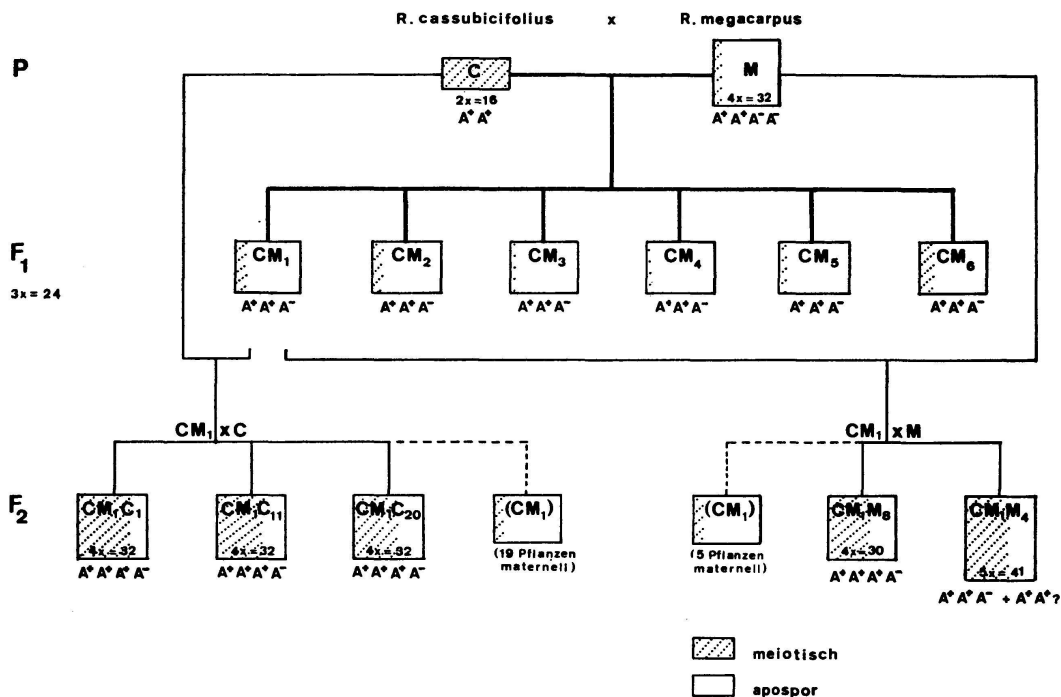 R. cassubicifolius x R. megacarpus
P
C
2x=16
A⁺ A⁺
M
4x=32
A⁺ A⁺ A⁻ A⁻
F₁
3x=24
CM₁ CM₂ CM₃ CM₄ CM₅ CM₆
A⁺ A⁺ A⁻ A⁺ A⁺ A⁻ A⁺ A⁺ A⁻ A⁺ A⁺ A⁻ A⁺ A⁺ A⁻ A⁺ A⁺ A⁻
CM₁ x C CM₁ x M
F₂
CM₁C₁
4x=32
A⁺ A⁺ A⁺ A⁻
CM₁C₁₁
4x=32
A⁺ A⁺ A⁺ A⁻
CM₁C₂₀
4x=32
A⁺ A⁺ A⁺ A⁻
(CM₁)
(19 Pflanzen
maternell)
(CM₁)
(5 Pflanzen
maternell)
CM₁M₈
4x=30
A⁺ A⁺ A⁺ A⁻
CM₁M₄
5x=41
A⁺ A⁺ A⁻ + A⁺ A⁺?
meiotisch
apospor